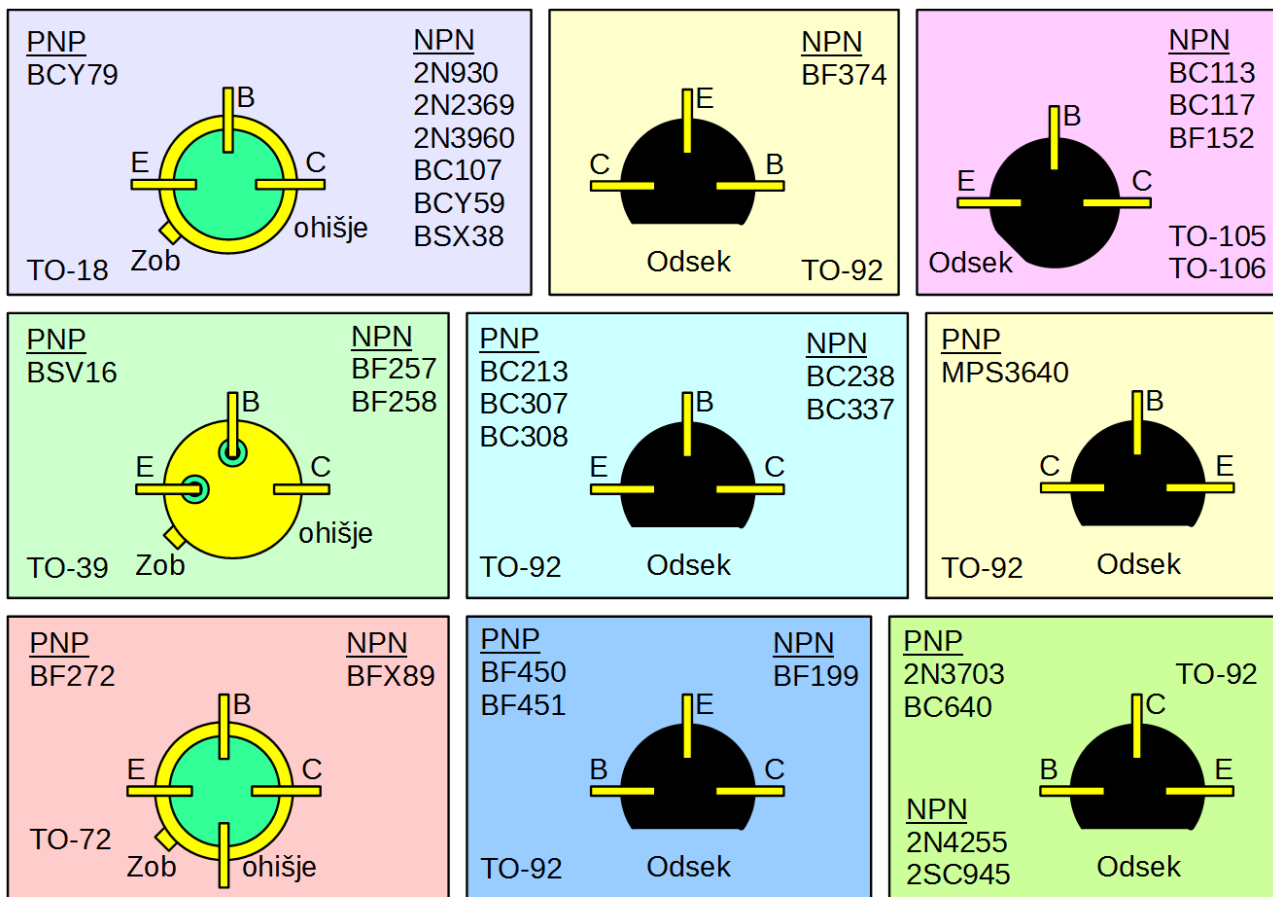 PNP
BCY79
NPN
2N930
2N2369
2N3960
BC107
BCY59
BSX38
B
E
C
ohišje
Zob
TO-18
NPN
BF374
E
C
B
Odsek
TO-92
NPN
BC113
BC117
BF152
B
E
C
Odsek
TO-105
TO-106
PNP
BSV16
NPN
BF257
BF258
B
E
C
ohišje
TO-39
Zob
PNP
BC213
BC307
BC308
NPN
BC238
BC337
B
E
C
TO-92
Odsek
PNP
MPS3640
B
C
E
TO-92
Odsek
PNP
BF272
NPN
BFX89
B
E
C
TO-72
Zob
ohišje
PNP
BF450
BF451
NPN
BF199
E
B
C
TO-92
Odsek
PNP
2N3703
BC640
TO-92
C
B
E
NPN
2N4255
2SC945
Odsek